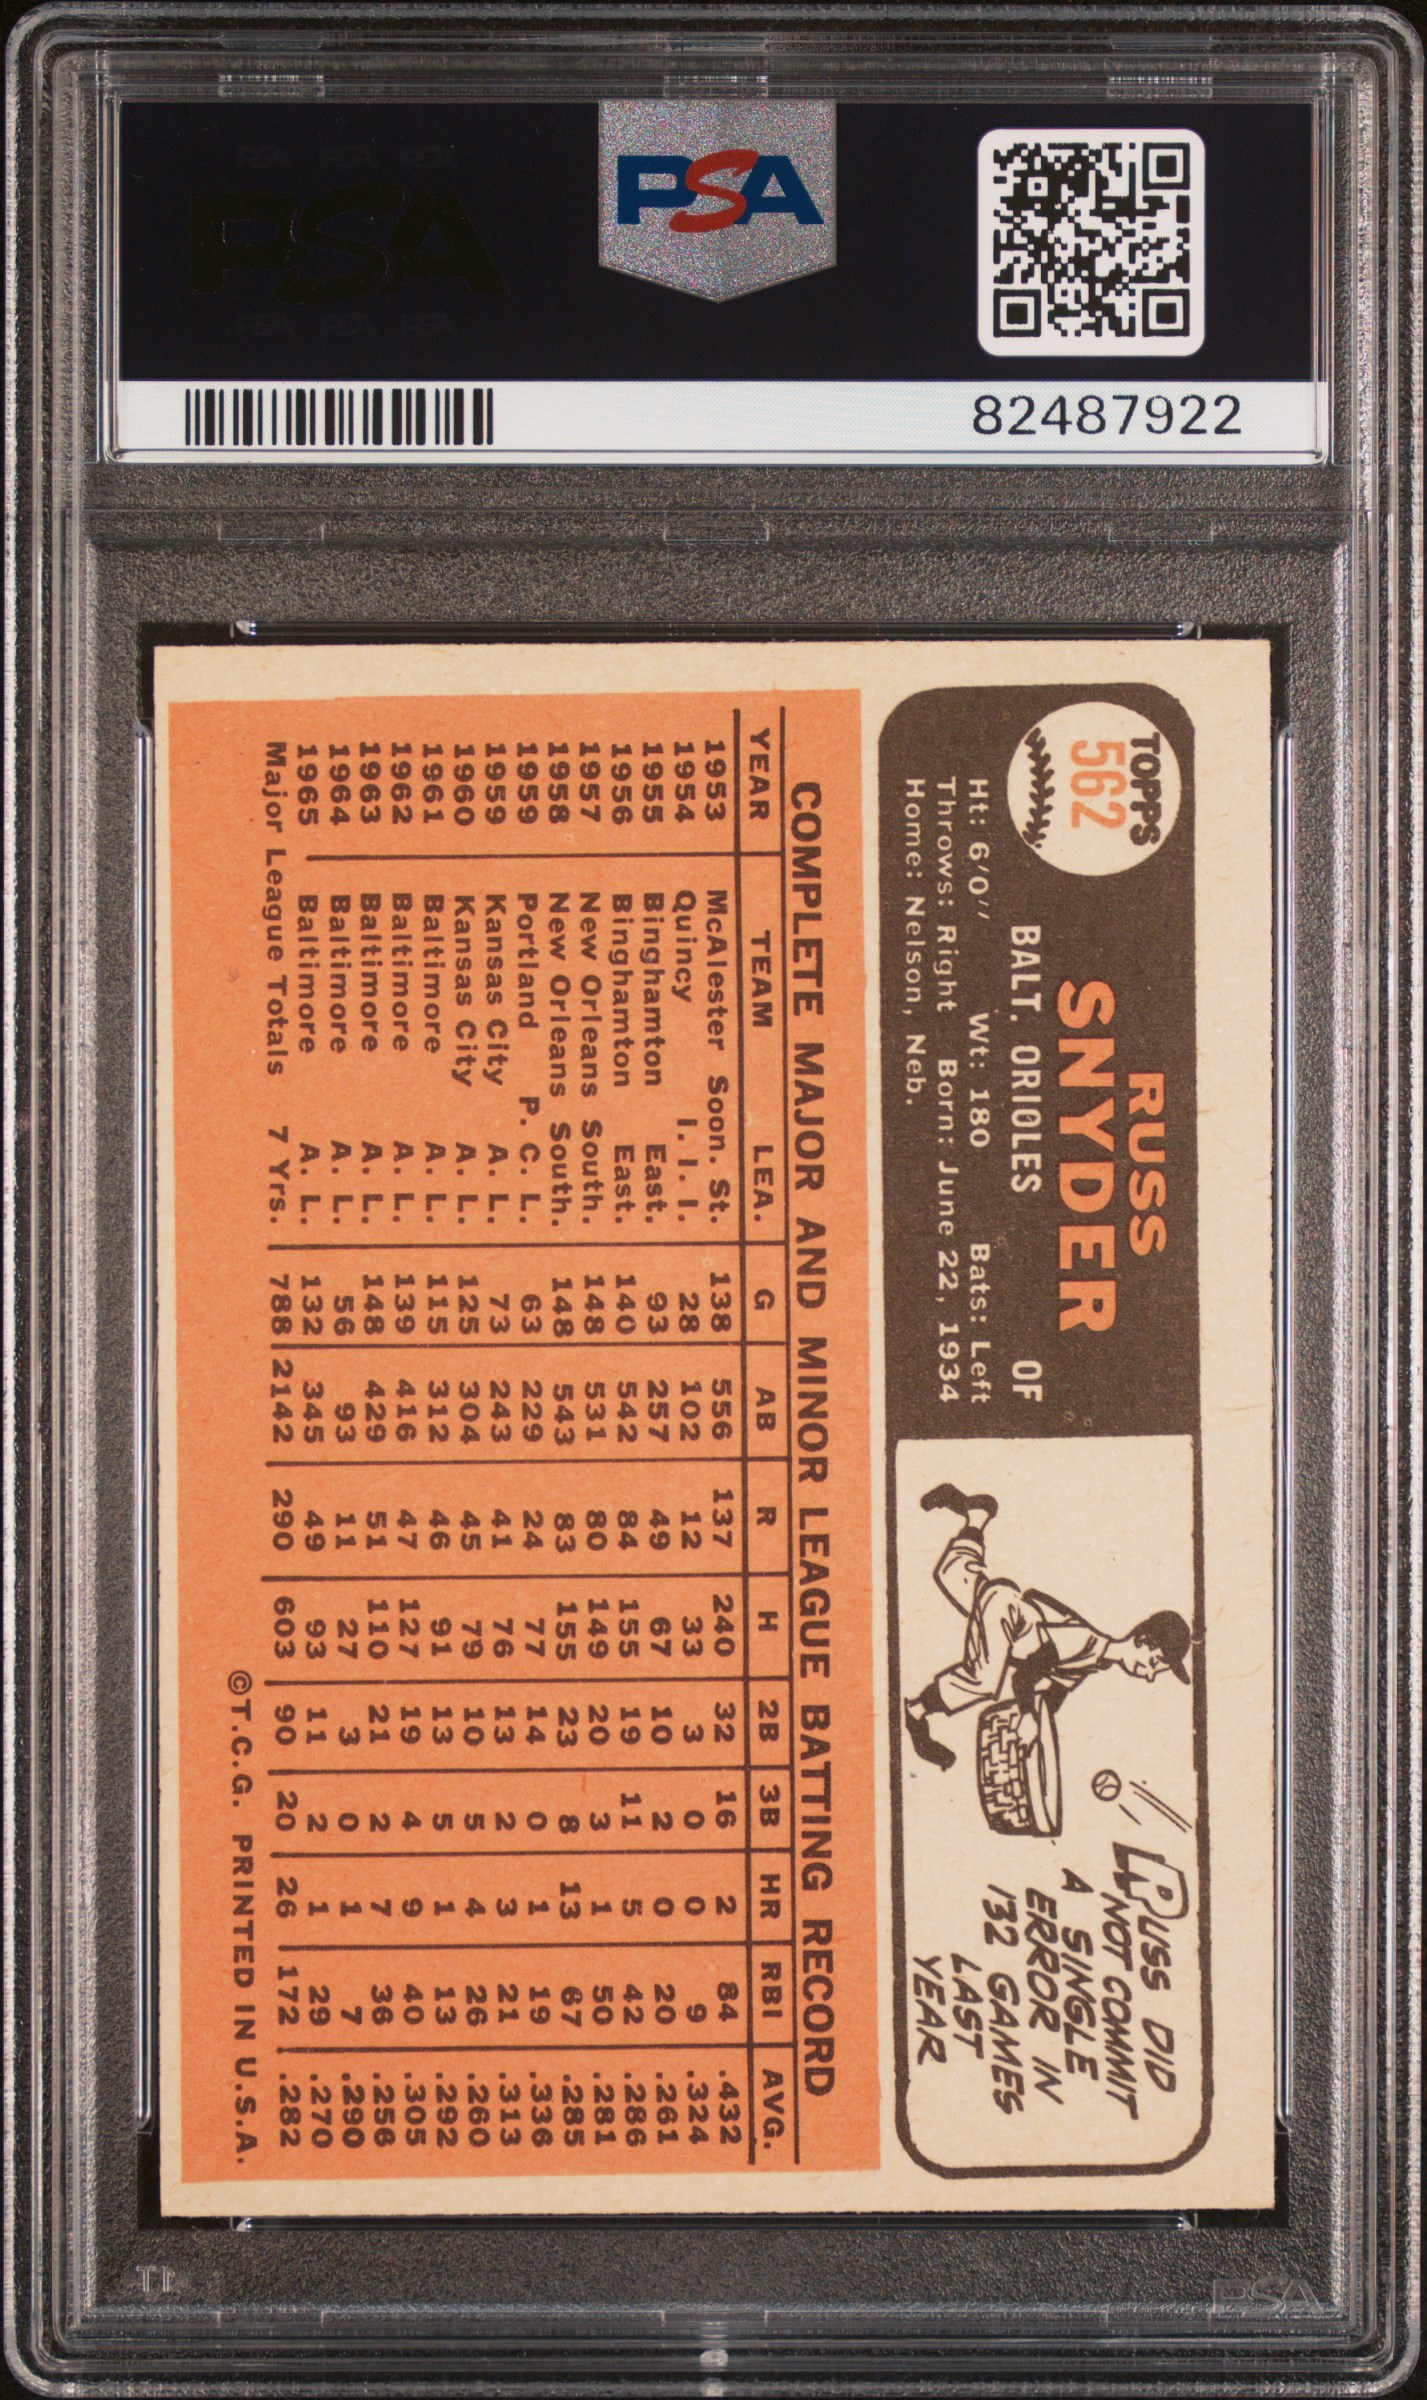 PSA
82487922
TOPPS
562
RUSS
SNYDER
BALT. ORIOLES OF
Ht: 6'0" Wt: 180 Bats: Left
Throws: Right Born: June 22, 1934
Home: Nelson, Neb.
RUSS DID
NOT COMMIT
A SINGLE
ERROR IN
132 GAMES
LAST
YEAR
COMPLETE MAJOR AND MINOR LEAGUE BATTING RECORD
YEAR TEAM LEA. G AB R H 2B 3B HR RBI AVG.
1953 McAlester Soon. St. 138 556 137 240 32 16 2 84 .432
1954 Quincy I. I. I. 28 102 12 33 3 0 0 9 .324
1955 Binghamton East. 93 257 49 67 10 2 0 20 .261
1956 Binghamton East. 140 542 84 155 19 11 5 42 .286
1957 New Orleans South. 148 531 80 149 20 3 1 50 .281
1958 New Orleans South. 148 543 83 155 23 8 13 67 .285
1959 Portland P. C. L. 63 229 24 77 14 0 1 19 .336
1959 Kansas City A. L. 73 243 41 76 13 2 3 21 .313
1960 Kansas City A. L. 125 304 45 79 10 5 4 26 .260
1961 Baltimore A. L. 115 312 46 91 13 5 1 13 .292
1962 Baltimore A. L. 139 416 47 127 19 4 9 40 .305
1963 Baltimore A. L. 148 429 51 110 21 2 7 36 .256
1964 Baltimore A. L. 56 93 11 27 3 0 1 7 .290
1965 Baltimore A. L. 132 345 49 93 11 2 1 29 .270
Major League Totals 7 Yrs. 788 2142 290 603 90 20 26 172 .282
©T.C.G. PRINTED IN U.S.A.
PSA